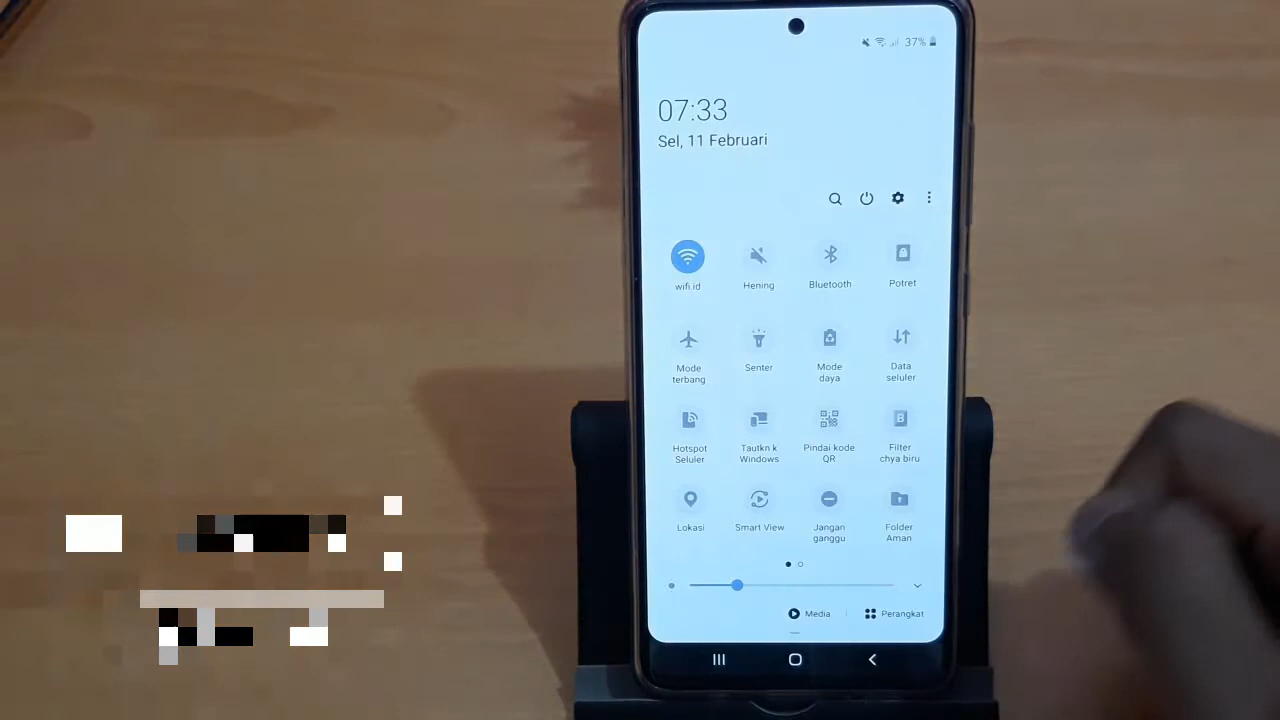 37%
07:33
Sel, 11 Februari
wifi.id
Hening
Bluetooth
Potret
Mode
terbang
Senter
Mode
daya
Data
seluler
Hotspot
Seluler
Tautkn k
Windows
Pindai kode
QR
Filter
chya biru
Lokasi
Smart View
Jangan
ganggu
Folder
Aman
Media
Perangkat